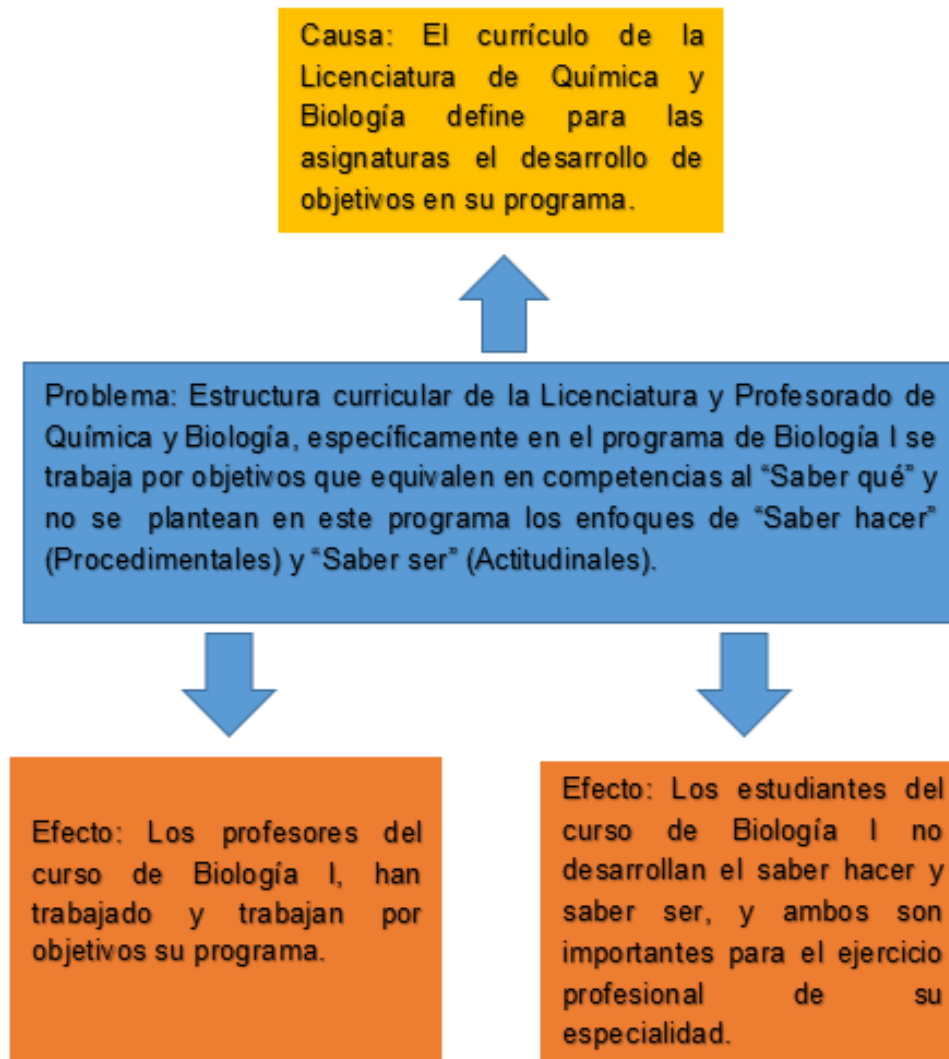 Causa: El currículo de la
Licenciatura de Química y
Biología define para las
asignaturas el desarrollo de
objetivos en su programa.
Problema: Estructura curricular de la Licenciatura y Profesorado de
Química y Biología, específicamente en el programa de Biología I se
trabaja por objetivos que equivalen en competencias al “Saber qué” y
no se plantean en este programa los enfoques de “Saber hacer”
(Procedimentales) y “Saber ser” (Actitudinales).
Efecto: Los profesores del
curso de Biología I, han
trabajado y trabajan por
objetivos su programa.
Efecto: Los estudiantes del
curso de Biología I no
desarrollan el saber hacer y
saber ser, y ambos son
importantes para el ejercicio
profesional de su
especialidad.